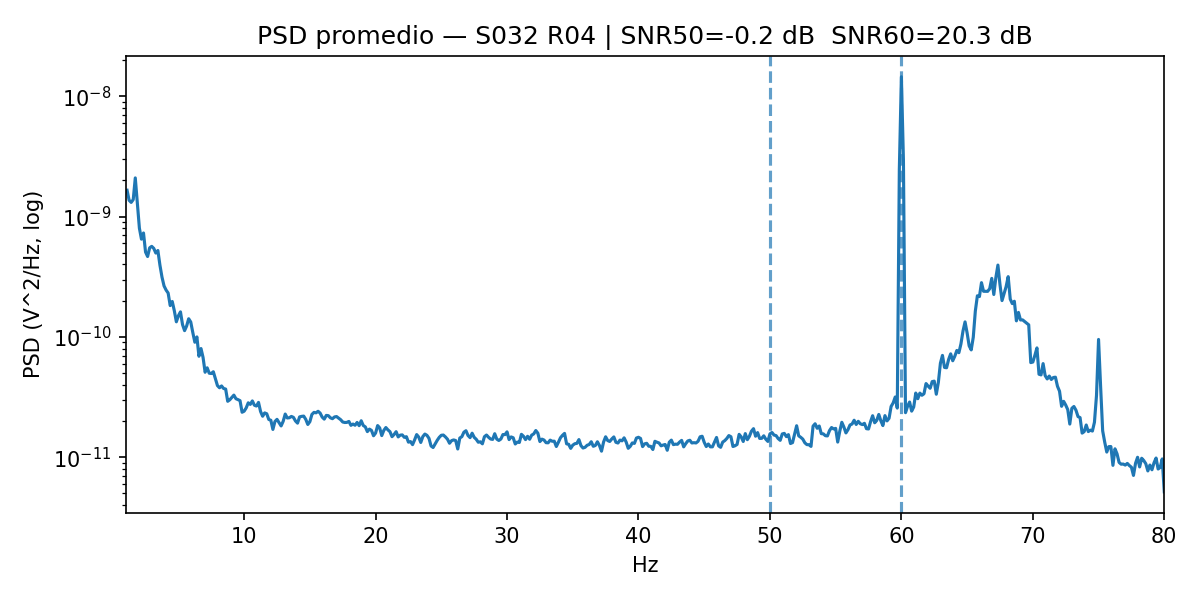 PSD promedio — S032 R04 | SNR50=-0.2 dB  SNR60=20.3 dB
PSD (V^2/Hz, log)
10⁻⁸
10⁻⁹
10⁻¹⁰
10⁻¹¹
10 20 30 40 50 60 70 80
Hz